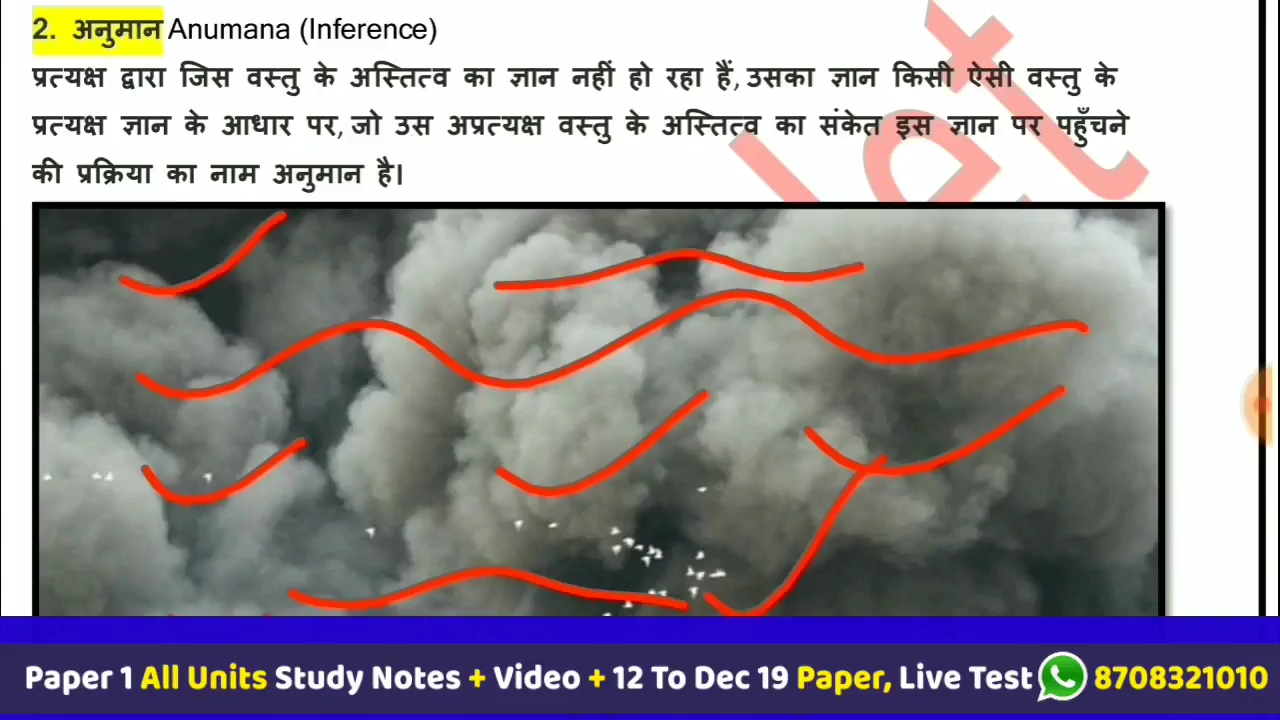 2. अनुमान Anumana (Inference)
प्रत्यक्ष द्वारा जिस वस्तु के अस्तित्व का ज्ञान नहीं हो रहा हैं, उसका ज्ञान किसी ऐसी वस्तु के
प्रत्यक्ष ज्ञान के आधार पर, जो उस अप्रत्यक्ष वस्तु के अस्तित्व का संकेत इस ज्ञान पर पहुँचने
की प्रक्रिया का नाम अनुमान है।
Paper 1 All Units Study Notes + Video + 12 To Dec 19 Paper, Live Test 8708321010